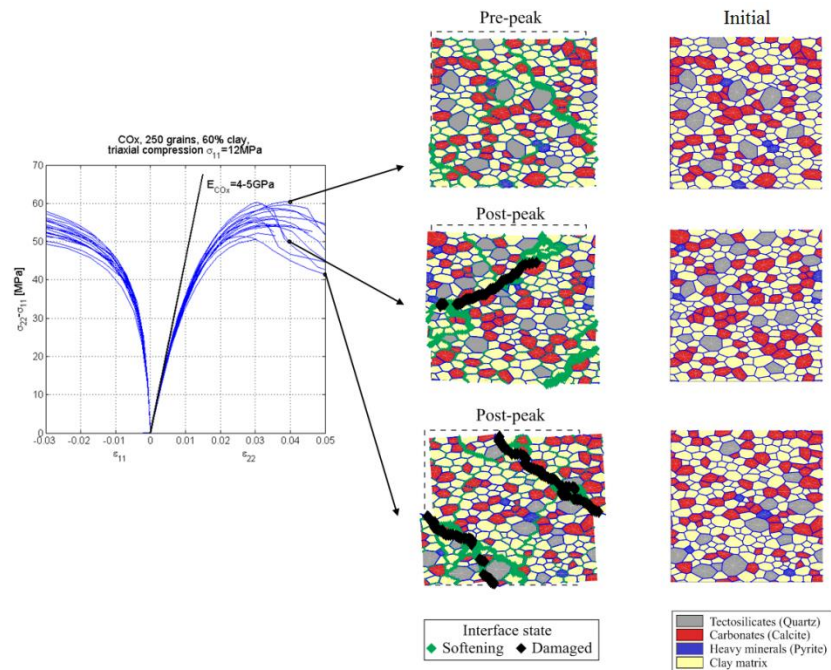 Pre-peak
Initial
COx, 250 grains, 60% clay,
triaxial compression σ11=12MPa
70
60
50
40
30
20
10
0
σ22-σ11 [MPa]
ECOx=4-5GPa
-0.03 -0.02 -0.01 0 0.01 0.02 0.03 0.04 0.05
ε11 ε22
Post-peak
Post-peak
Interface state
Softening Damaged
Tectosilicates (Quartz)
Carbonates (Calcite)
Heavy minerals (Pyrite)
Clay matrix